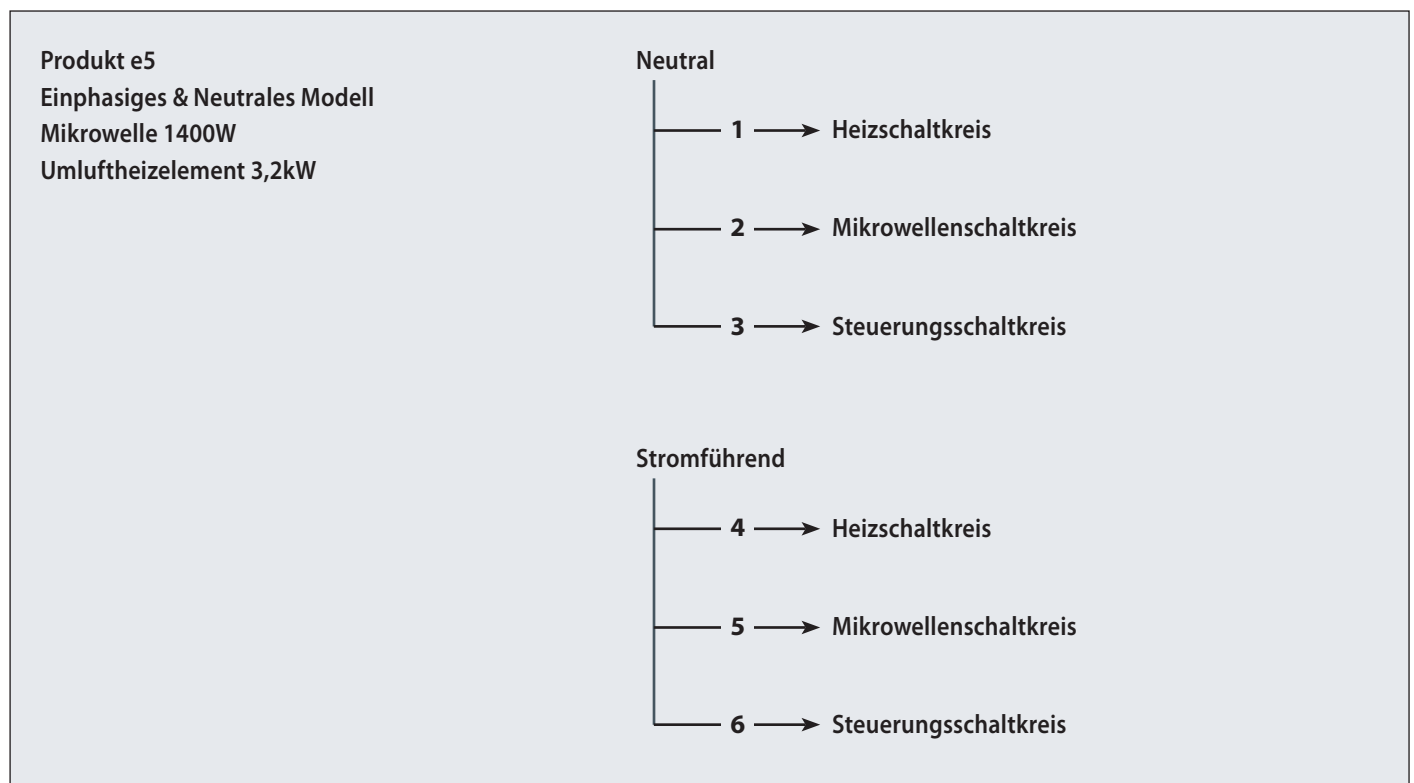 Produkt e5
Einphasiges & Neutrales Modell
Mikrowelle 1400W
Umluftheizelement 3,2kW
Neutral
1 Heizschaltkreis
2 Mikrowellenschaltkreis
3 Steuerungsschaltkreis
Stromführend
4 Heizschaltkreis
5 Mikrowellenschaltkreis
6 Steuerungsschaltkreis